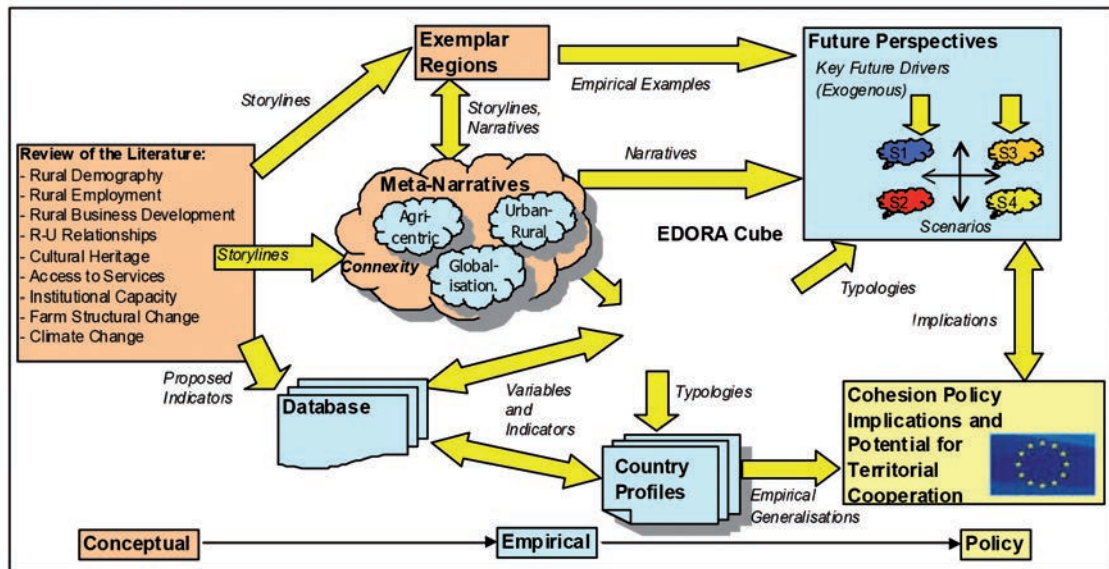 Exemplar
Regions
Future Perspectives
Key Future Drivers
(Exogenous)
S1
S3
S2
S4
Scenarios
Storylines
Empirical Examples
Storylines,
Narratives
Narratives
Review of the Literature:
- Rural Demography
- Rural Employment
- Rural Business Development
- R-U Relationships
- Cultural Heritage
- Access to Services
- Institutional Capacity
- Farm Structural Change
- Climate Change
Storylines
Meta-Narratives
Agri-
centric
Urban-
Rural
Connexity
Global-
isation.
EDORA Cube
Typologies
Implications
Proposed
Indicators
Database
Variables
and
Indicators
Typologies
Country
Profiles
Empirical
Generalisations
Cohesion Policy
Implications and
Potential for
Territorial
Cooperation
Conceptual
Empirical
Policy